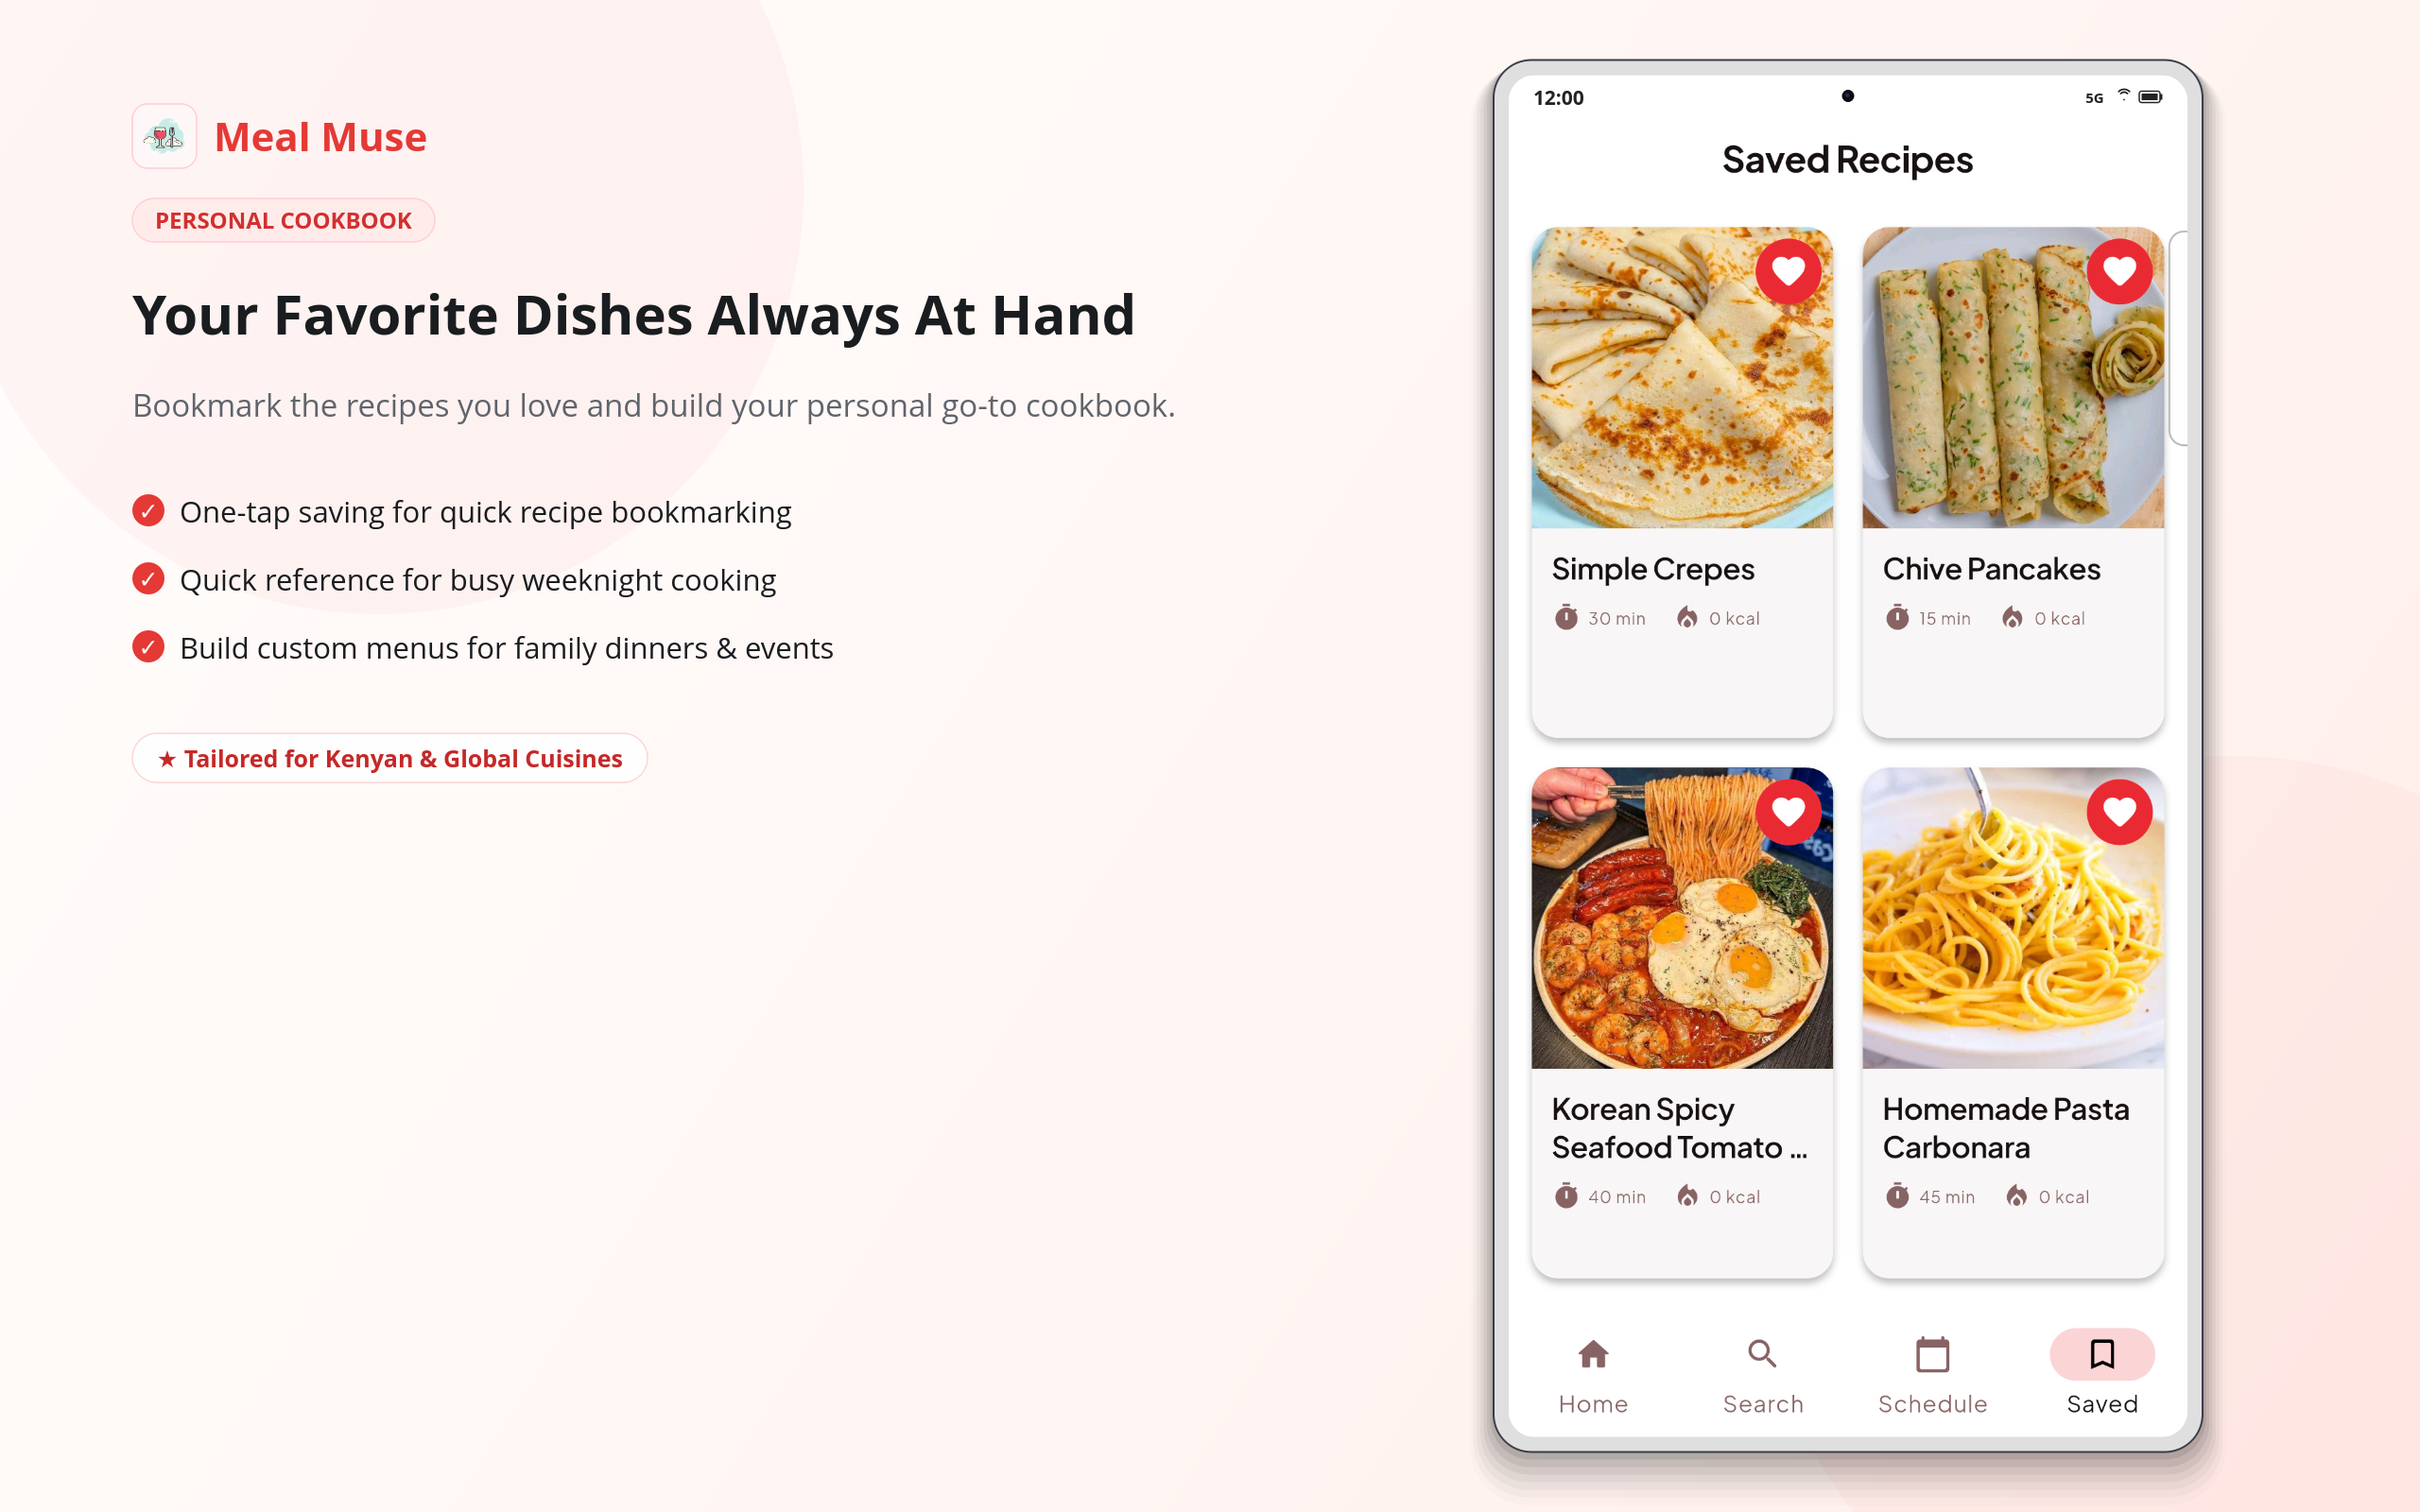 Meal Muse
PERSONAL COOKBOOK
Your Favorite Dishes Always At Hand
Bookmark the recipes you love and build your personal go-to cookbook.
✓ One-tap saving for quick recipe bookmarking
✓ Quick reference for busy weeknight cooking
✓ Build custom menus for family dinners & events
★ Tailored for Kenyan & Global Cuisines
12:00
5G
Saved Recipes
Simple Crepes
30 min 0 kcal
Chive Pancakes
15 min 0 kcal
Korean Spicy
Seafood Tomato ...
40 min 0 kcal
Homemade Pasta
Carbonara
45 min 0 kcal
Home
Search
Schedule
Saved